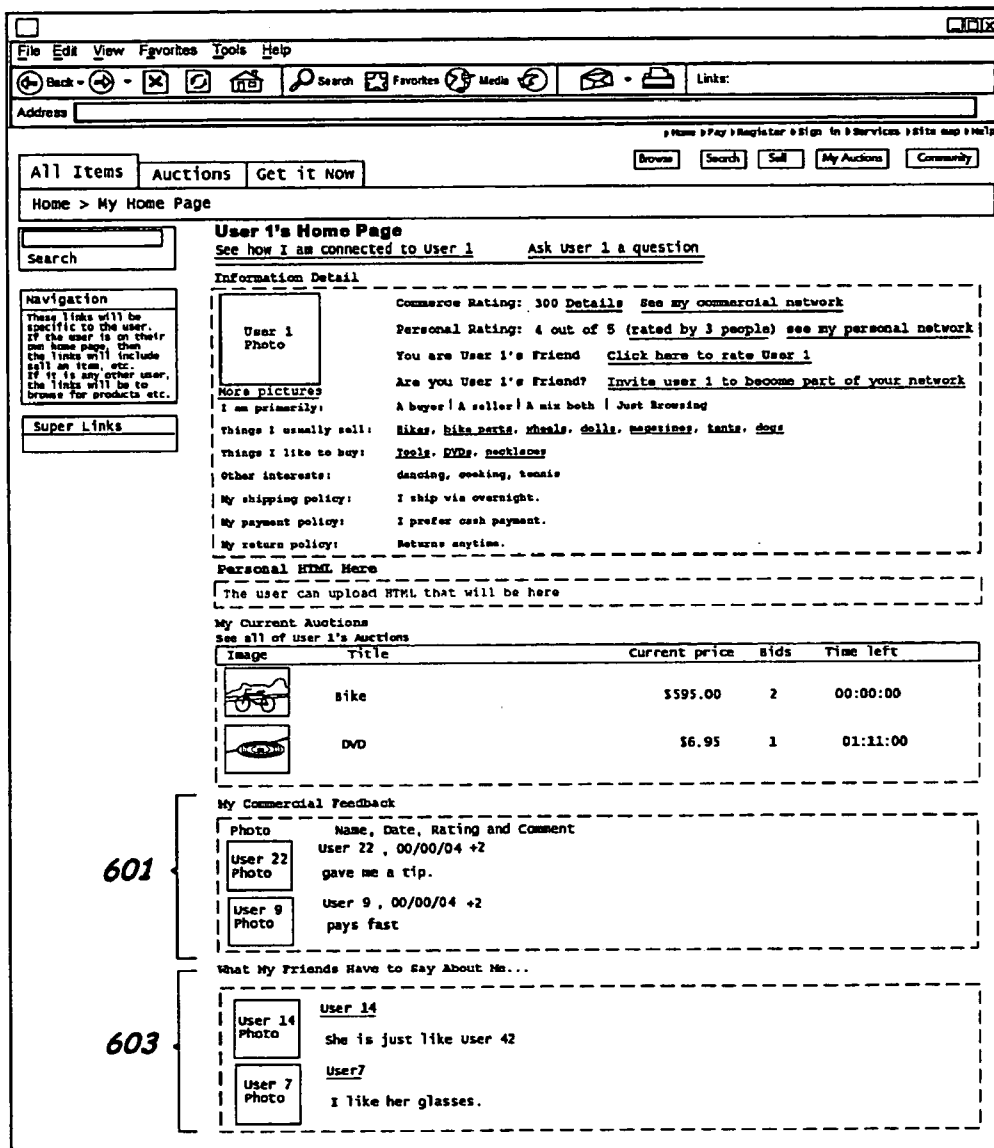 File Edit View Favorites Tools Help
Back Search Favorites Media Links:
Address
Home Pay Register Sign in Services Site map Help
Browse Search Sell My Auctions Community
All Items Auctions Get it Now
Home > My Home Page
Search
Navigation
These links will be
specific to the user.
If the user is on their
own home page, then
the links will include
sell an item, etc.
If it is any other user,
the links will be to
browse for products etc.
Super Links
User 1's Home Page
See how I am connected to User 1 Ask User 1 a question
Information Detail
User 1
Photo
More pictures
Commerce Rating: 300 Details See my commercial network
Personal Rating: 4 out of 5 (rated by 3 people) see my personal network
You are User 1's Friend Click here to rate User 1
Are you User 1's Friend? Invite user 1 to become part of your network
I am primarily: A buyer | A seller | A mix both | Just Browsing
Things I usually sell: Bikes, bike parts, wheels, dolls, magazines, tents, dogs
Things I like to buy: Tools, DVDs, necklaces
Other interests: dancing, cooking, tennis
My shipping policy: I ship via overnight.
My payment policy: I prefer cash payment.
My return policy: Returns anytime.
Personal HTML Here
The user can upload HTML that will be here
My Current Auctions
See all of User 1's Auctions
Image Title Current price Bids Time left
Bike $595.00 2 00:00:00
DVD $6.95 1 01:11:00
My Commercial Feedback
Photo Name, Date, Rating and Comment
User 22
Photo
User 22 , 00/00/04 +2
gave me a tip.
User 9
Photo
User 9 , 00/00/04 +2
pays fast
601
What My Friends Have to Say About Me...
User 14
Photo
User 14
She is just like User 42
User 7
Photo
User7
I like her glasses.
603